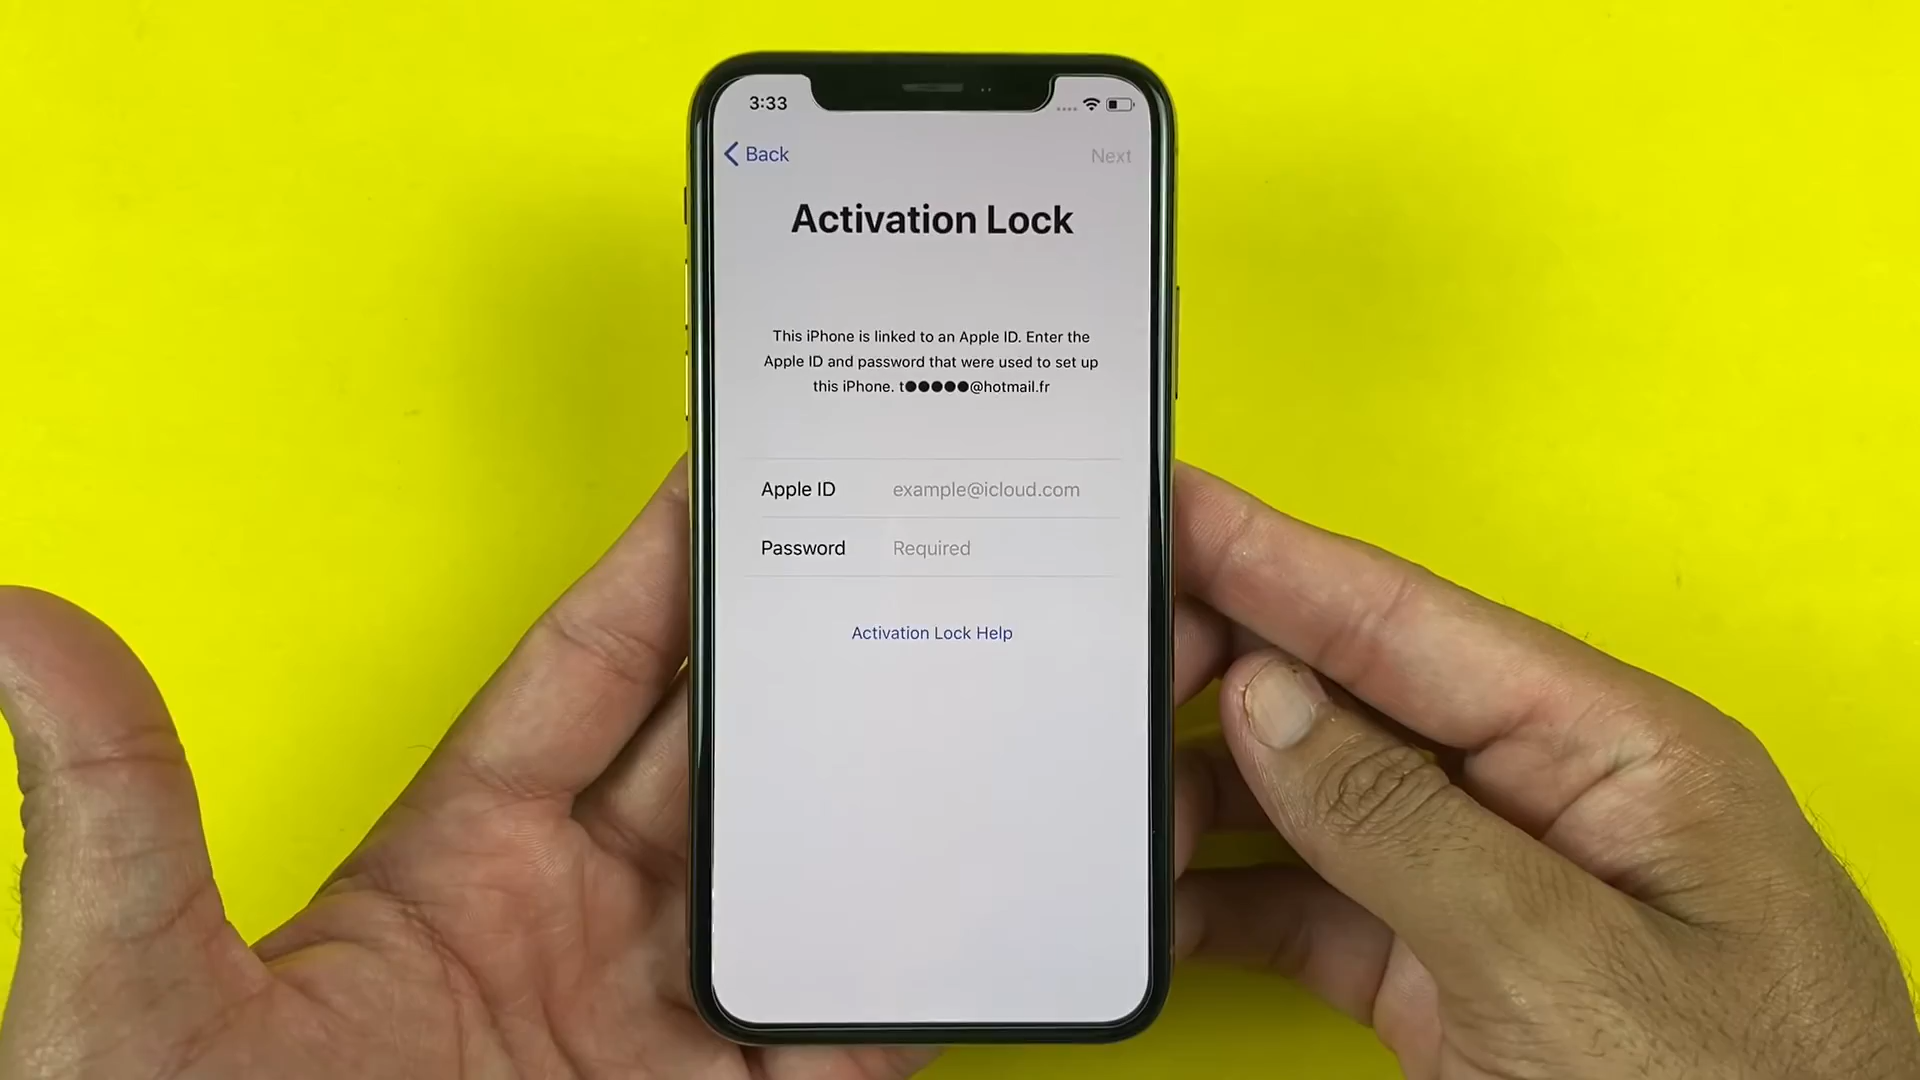 3:33
Back
Next
Activation Lock
This iPhone is linked to an Apple ID. Enter the
Apple ID and password that were used to set up
this iPhone. t●●●●●@hotmail.fr
Apple ID example@icloud.com
Password Required
Activation Lock Help